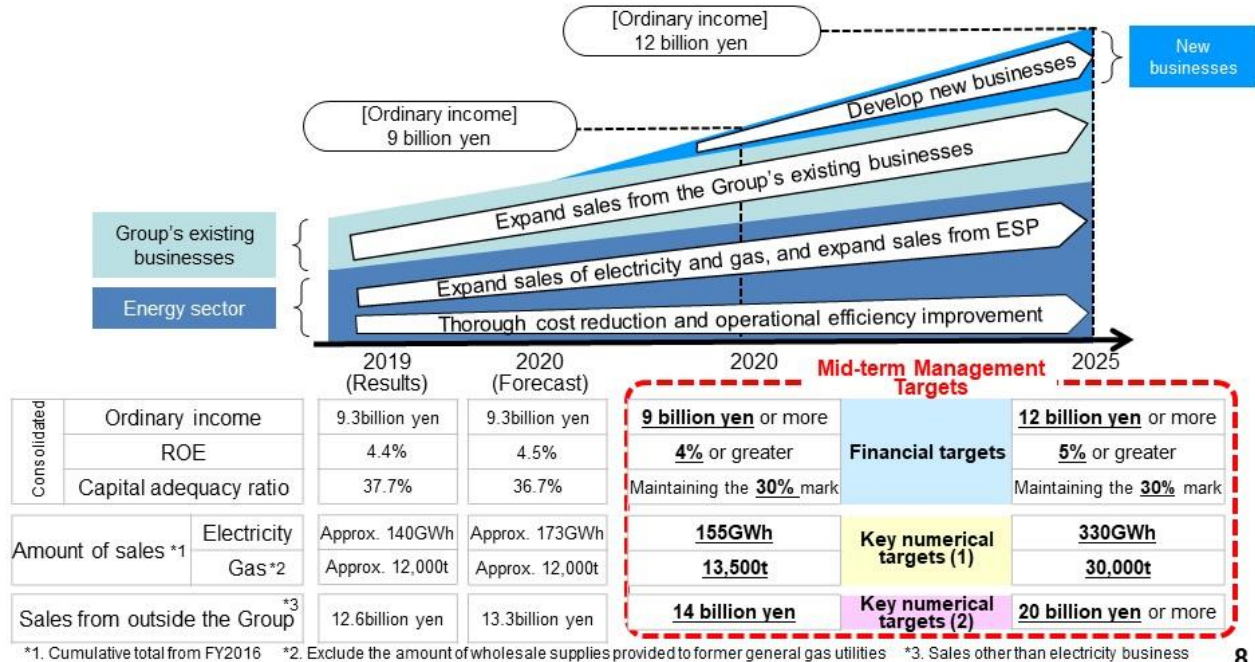 [Ordinary income]
12 billion yen
New
businesses
Develop new businesses
[Ordinary income]
9 billion yen
Expand sales from the Group's existing businesses
Group's existing
businesses
Expand sales of electricity and gas, and expand sales from ESP
Energy sector
Thorough cost reduction and operational efficiency improvement
2019
(Results)
2020
(Forecast)
2020
2025
Mid-term Management
Targets
Consolidated
Ordinary income
9.3billion yen
9.3billion yen
9 billion yen or more
Financial targets
12 billion yen or more
ROE
4.4%
4.5%
4% or greater
5% or greater
Capital adequacy ratio
37.7%
36.7%
Maintaining the 30% mark
Maintaining the 30% mark
Amount of sales *1
Electricity
Approx. 140GWh
Approx. 173GWh
155GWh
Key numerical
targets (1)
330GWh
Gas*2
Approx. 12,000t
Approx. 12,000t
13,500t
30,000t
Sales from outside the Group*3
12.6billion yen
13.3billion yen
14 billion yen
Key numerical
targets (2)
20 billion yen or more
*1. Cumulative total from FY2016 *2. Exclude the amount of wholesale supplies provided to former general gas utilities *3. Sales other than electricity business
8